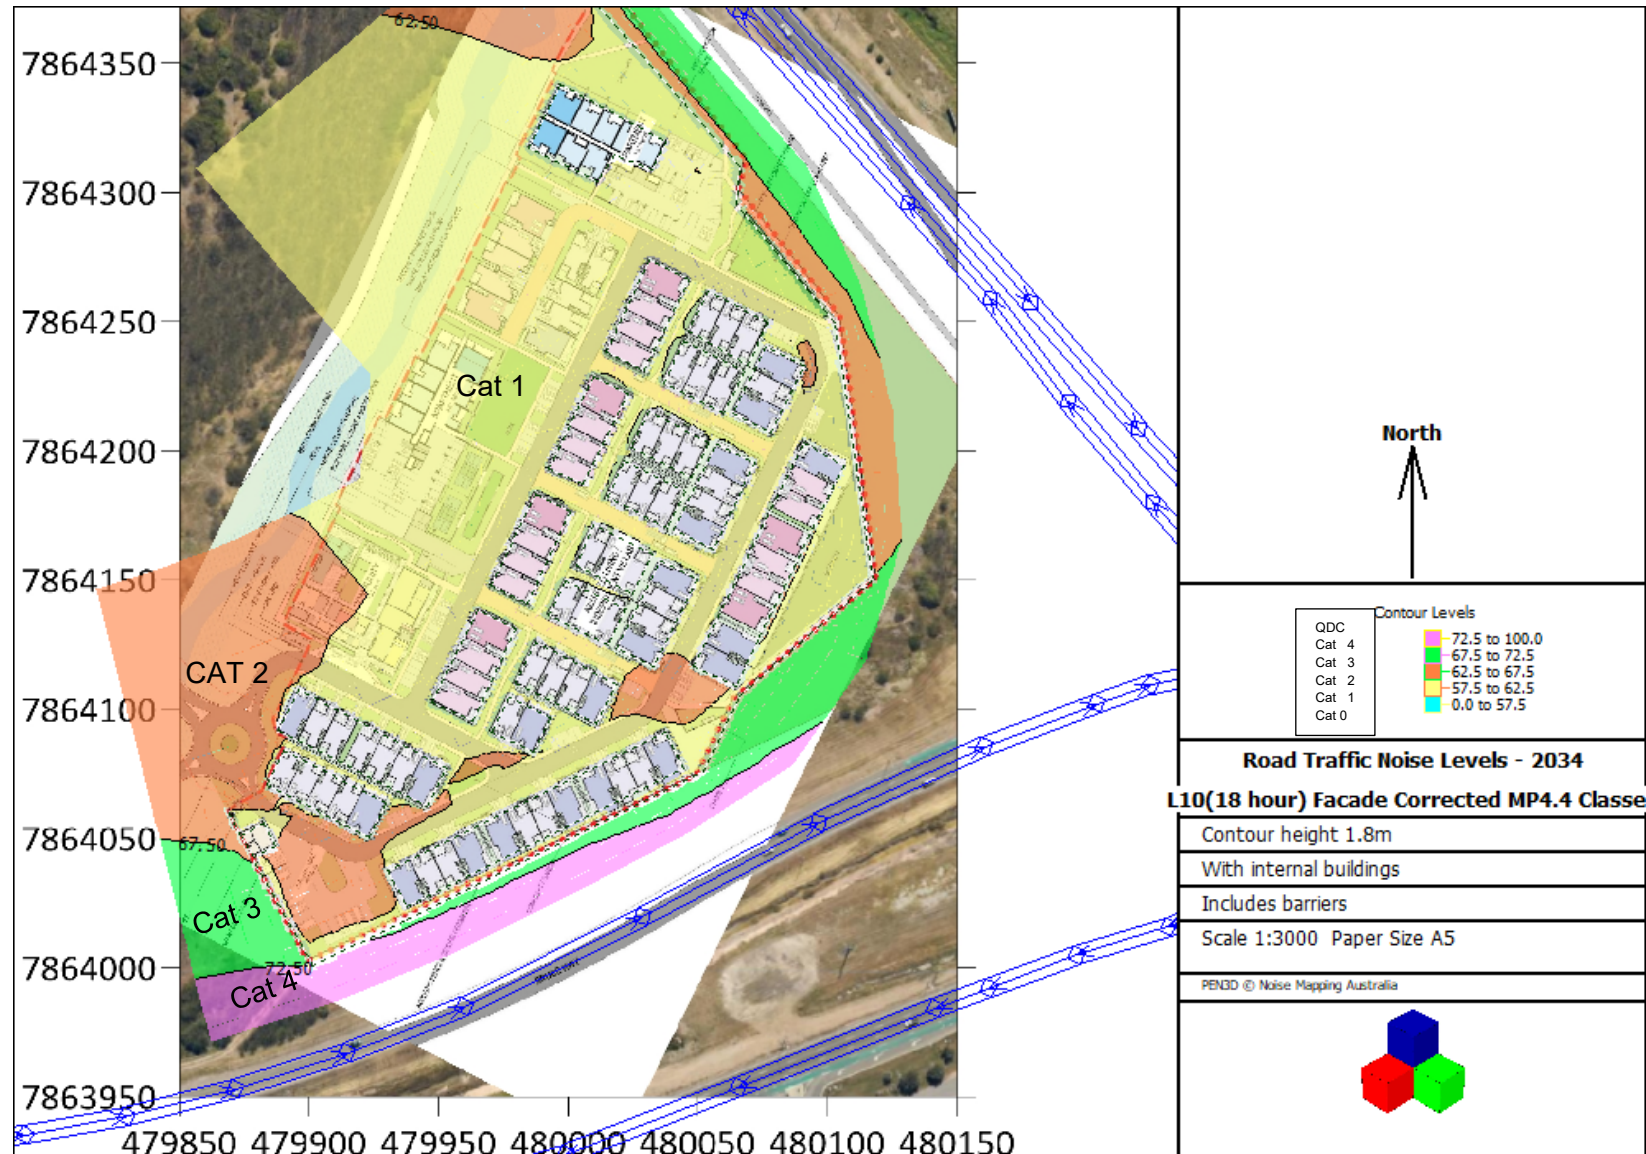 62.50
7864350
7864300
7864250
7864200
7864150
7864100
7864050
7864000
7863950
479850 479900 479950 480000 480050 480100 480150
Cat 1
CAT 2
67.50
Cat 3
72.50
Cat 4
North
Contour Levels
QDC
Cat 4
Cat 3
Cat 2
Cat 1
Cat 0
72.5 to 100.0
67.5 to 72.5
62.5 to 67.5
57.5 to 62.5
0.0 to 57.5
Road Traffic Noise Levels - 2034
L10(18 hour) Facade Corrected MP4.4 Classe
Contour height 1.8m
With internal buildings
Includes barriers
Scale 1:3000 Paper Size A5
PEN3D © Noise Mapping Australia